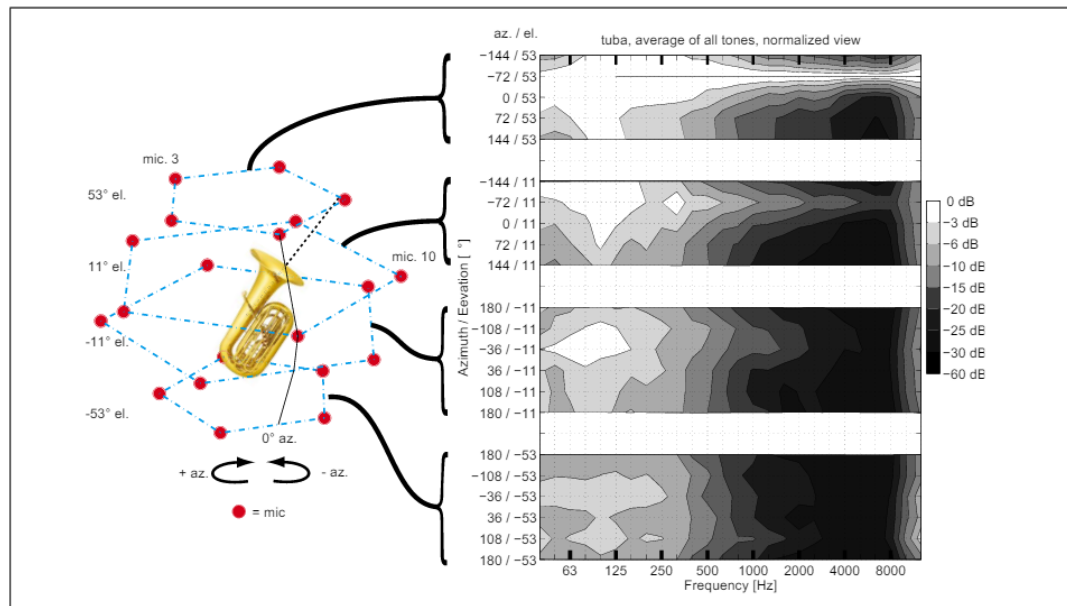 az. / el.
tuba, average of all tones, normalized view
−144 / 53
−72 / 53
0 / 53
72 / 53
144 / 53
−144 / 11
−72 / 11
0 / 11
72 / 11
144 / 11
180 / −11
−108 / −11
−36 / −11
36 / −11
108 / −11
180 / −11
180 / −53
−108 / −53
−36 / −53
36 / −53
108 / −53
180 / −53
Azimuth / Eevation [ ° ]
63 125 250 500 1000 2000 4000 8000
Frequency [Hz]
0 dB
−3 dB
−6 dB
−10 dB
−15 dB
−20 dB
−25 dB
−30 dB
−60 dB
mic. 3
53° el.
11° el.
mic. 10
-11° el.
-53° el.
0° az.
+ az.
- az.
= mic